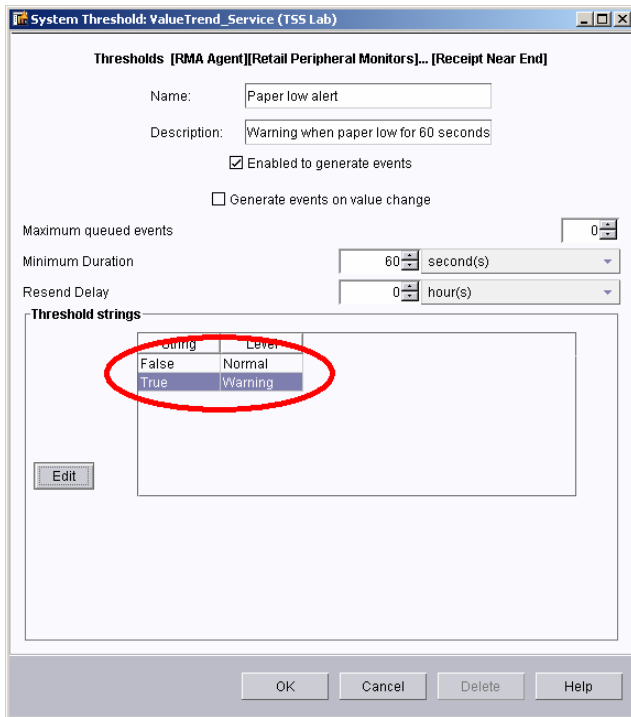 System Threshold: ValueTrend_Service (TSS Lab)
Thresholds [RMA Agent][Retail Peripheral Monitors]... [Receipt Near End]
Name: Paper low alert
Description: Warning when paper low for 60 seconds
Enabled to generate events
Generate events on value change
Maximum queued events 0
Minimum Duration 60 second(s)
Resend Delay 0 hour(s)
Threshold strings
String Level
False Normal
True Warning
Edit
OK Cancel Delete Help